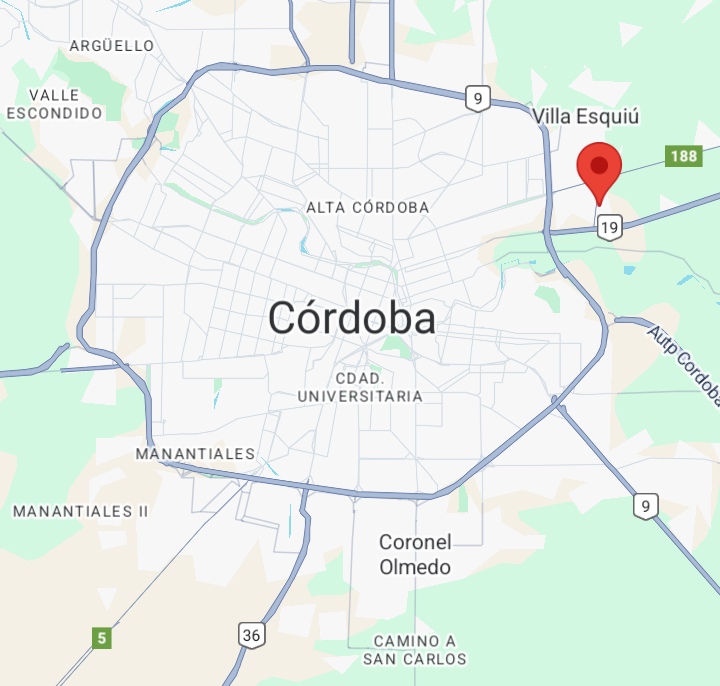 ARGÜELLO
VALLE
ESCONDIDO
9
Villa Esquiú
188
ALTA CÓRDOBA
19
Córdoba
Autp Cordoba
CDAD.
UNIVERSITARIA
MANANTIALES
MANANTIALES II
9
Coronel
Olmedo
5
36
CAMINO A
SAN CARLOS